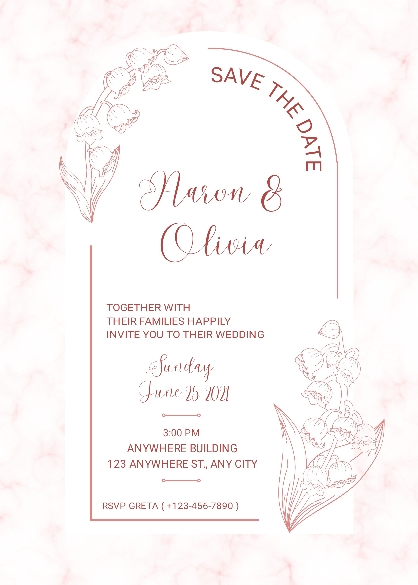 SAVE THE DATE
Naron &
Olivia
TOGETHER WITH
THEIR FAMILIES HAPPILY
INVITE YOU TO THEIR WEDDING
Sunday
June 25 2021
3:00 PM
ANYWHERE BUILDING
123 ANYWHERE ST., ANY CITY
RSVP GRETA ( +123-456-7890 )